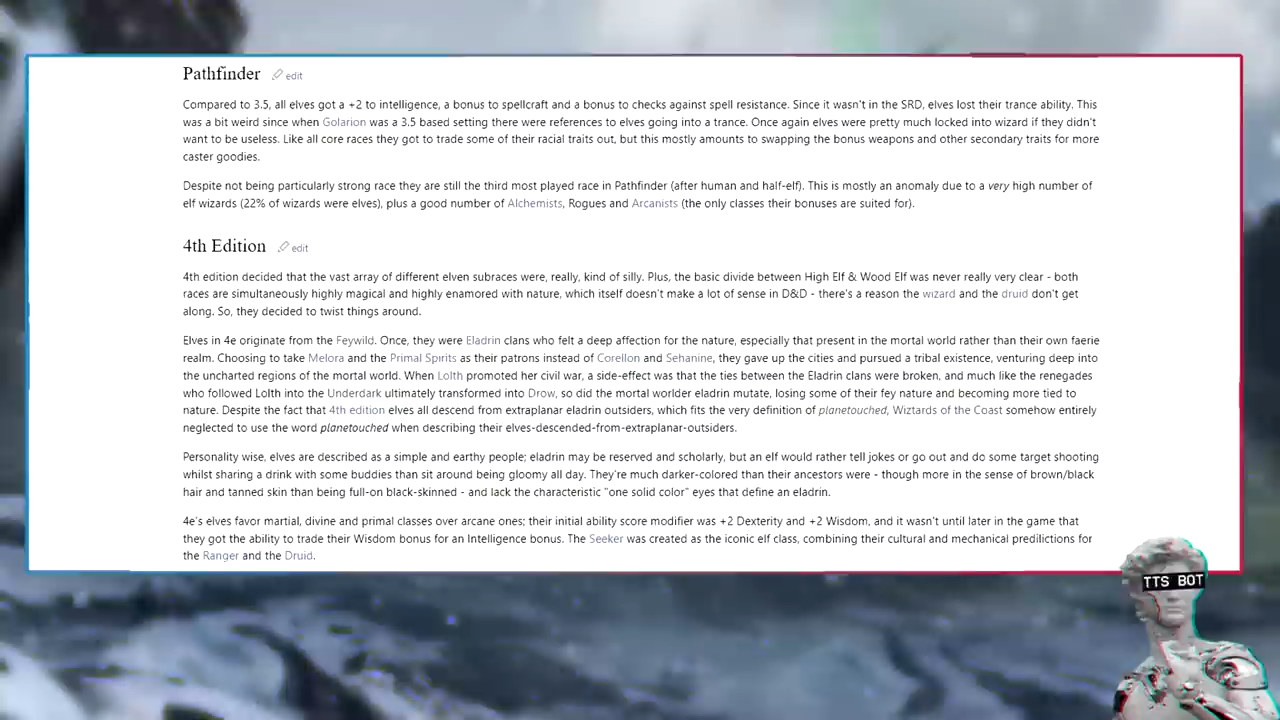 Pathfinder edit
Compared to 3.5, all elves got a +2 to intelligence, a bonus to spellcraft and a bonus to checks against spell resistance. Since it wasn't in the SRD, elves lost their trance ability. This
was a bit weird since when Golarion was a 3.5 based setting there were references to elves going into a trance. Once again elves were pretty much locked into wizard if they didn't
want to be useless. Like all core races they got to trade some of their racial traits out, but this mostly amounts to swapping the bonus weapons and other secondary traits for more
caster goodies.
Despite not being particularly strong race they are still the third most played race in Pathfinder (after human and half-elf). This is mostly an anomaly due to a very high number of
elf wizards (22% of wizards were elves), plus a good number of Alchemists, Rogues and Arcanists (the only classes their bonuses are suited for).
4th Edition edit
4th edition decided that the vast array of different elven subraces were, really, kind of silly. Plus, the basic divide between High Elf & Wood Elf was never really very clear - both
races are simultaneously highly magical and highly enamored with nature, which itself doesn't make a lot of sense in D&D - there's a reason the wizard and the druid don't get
along. So, they decided to twist things around.
Elves in 4e originate from the Feywild. Once, they were Eladrin clans who felt a deep affection for the nature, especially that present in the mortal world rather than their own faerie
realm. Choosing to take Melora and the Primal Spirits as their patrons instead of Corellon and Sehanine, they gave up the cities and pursued a tribal existence, venturing deep into
the uncharted regions of the mortal world. When Lolth promoted her civil war, a side-effect was that the ties between the Eladrin clans were broken, and much like the renegades
who followed Lolth into the Underdark ultimately transformed into Drow, so did the mortal worlder eladrin mutate, losing some of their fey nature and becoming more tied to
nature. Despite the fact that 4th edition elves all descend from extraplanar eladrin outsiders, which fits the very definition of planetouched, Wiztards of the Coast somehow entirely
neglected to use the word planetouched when describing their elves-descended-from-extraplanar-outsiders.
Personality wise, elves are described as a simple and earthy people; eladrin may be reserved and scholarly, but an elf would rather tell jokes or go out and do some target shooting
whilst sharing a drink with some buddies than sit around being gloomy all day. They're much darker-colored than their ancestors were - though more in the sense of brown/black
hair and tanned skin than being full-on black-skinned - and lack the characteristic "one solid color" eyes that define an eladrin.
4e's elves favor martial, divine and primal classes over arcane ones; their initial ability score modifier was +2 Dexterity and +2 Wisdom, and it wasn't until later in the game that
they got the ability to trade their Wisdom bonus for an Intelligence bonus. The Seeker was created as the iconic elf class, combining their cultural and mechanical predilictions for
the Ranger and the Druid.
TTS BOT